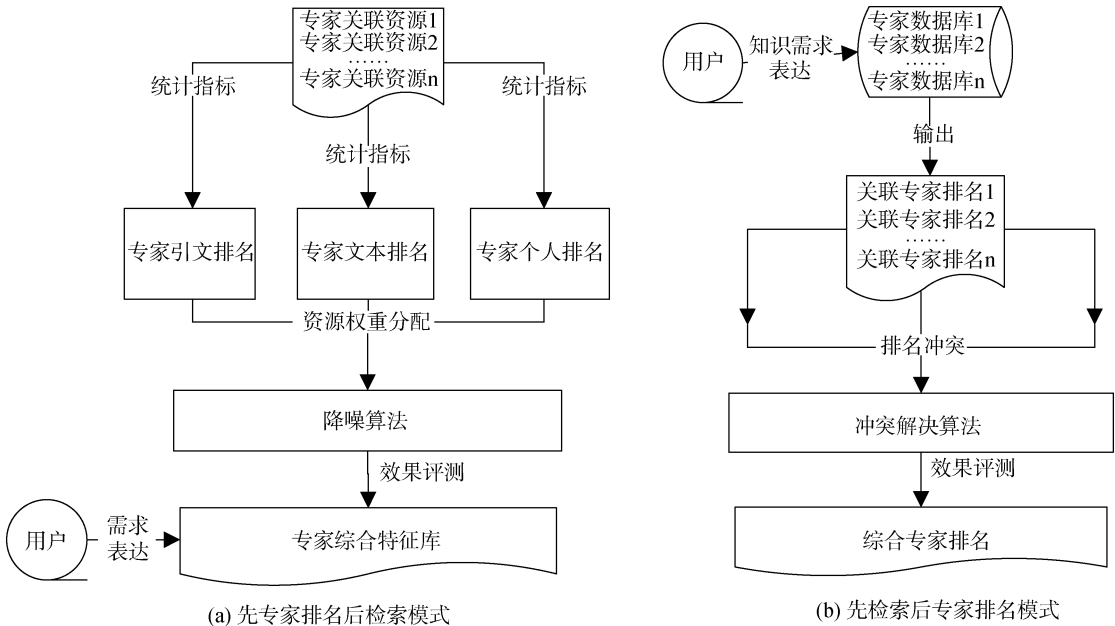 专家关联资源1
专家关联资源2
……
专家关联资源n
统计指标
统计指标
统计指标
专家引文排名
专家文本排名
专家个人排名
资源权重分配
降噪算法
效果评测
用户
需求
表达
专家综合特征库
(a) 先专家排名后检索模式
用户
知识需求
表达
专家数据库1
专家数据库2
……
专家数据库n
输出
关联专家排名1
关联专家排名2
……
关联专家排名n
排名冲突
冲突解决算法
效果评测
综合专家排名
(b) 先检索后专家排名模式